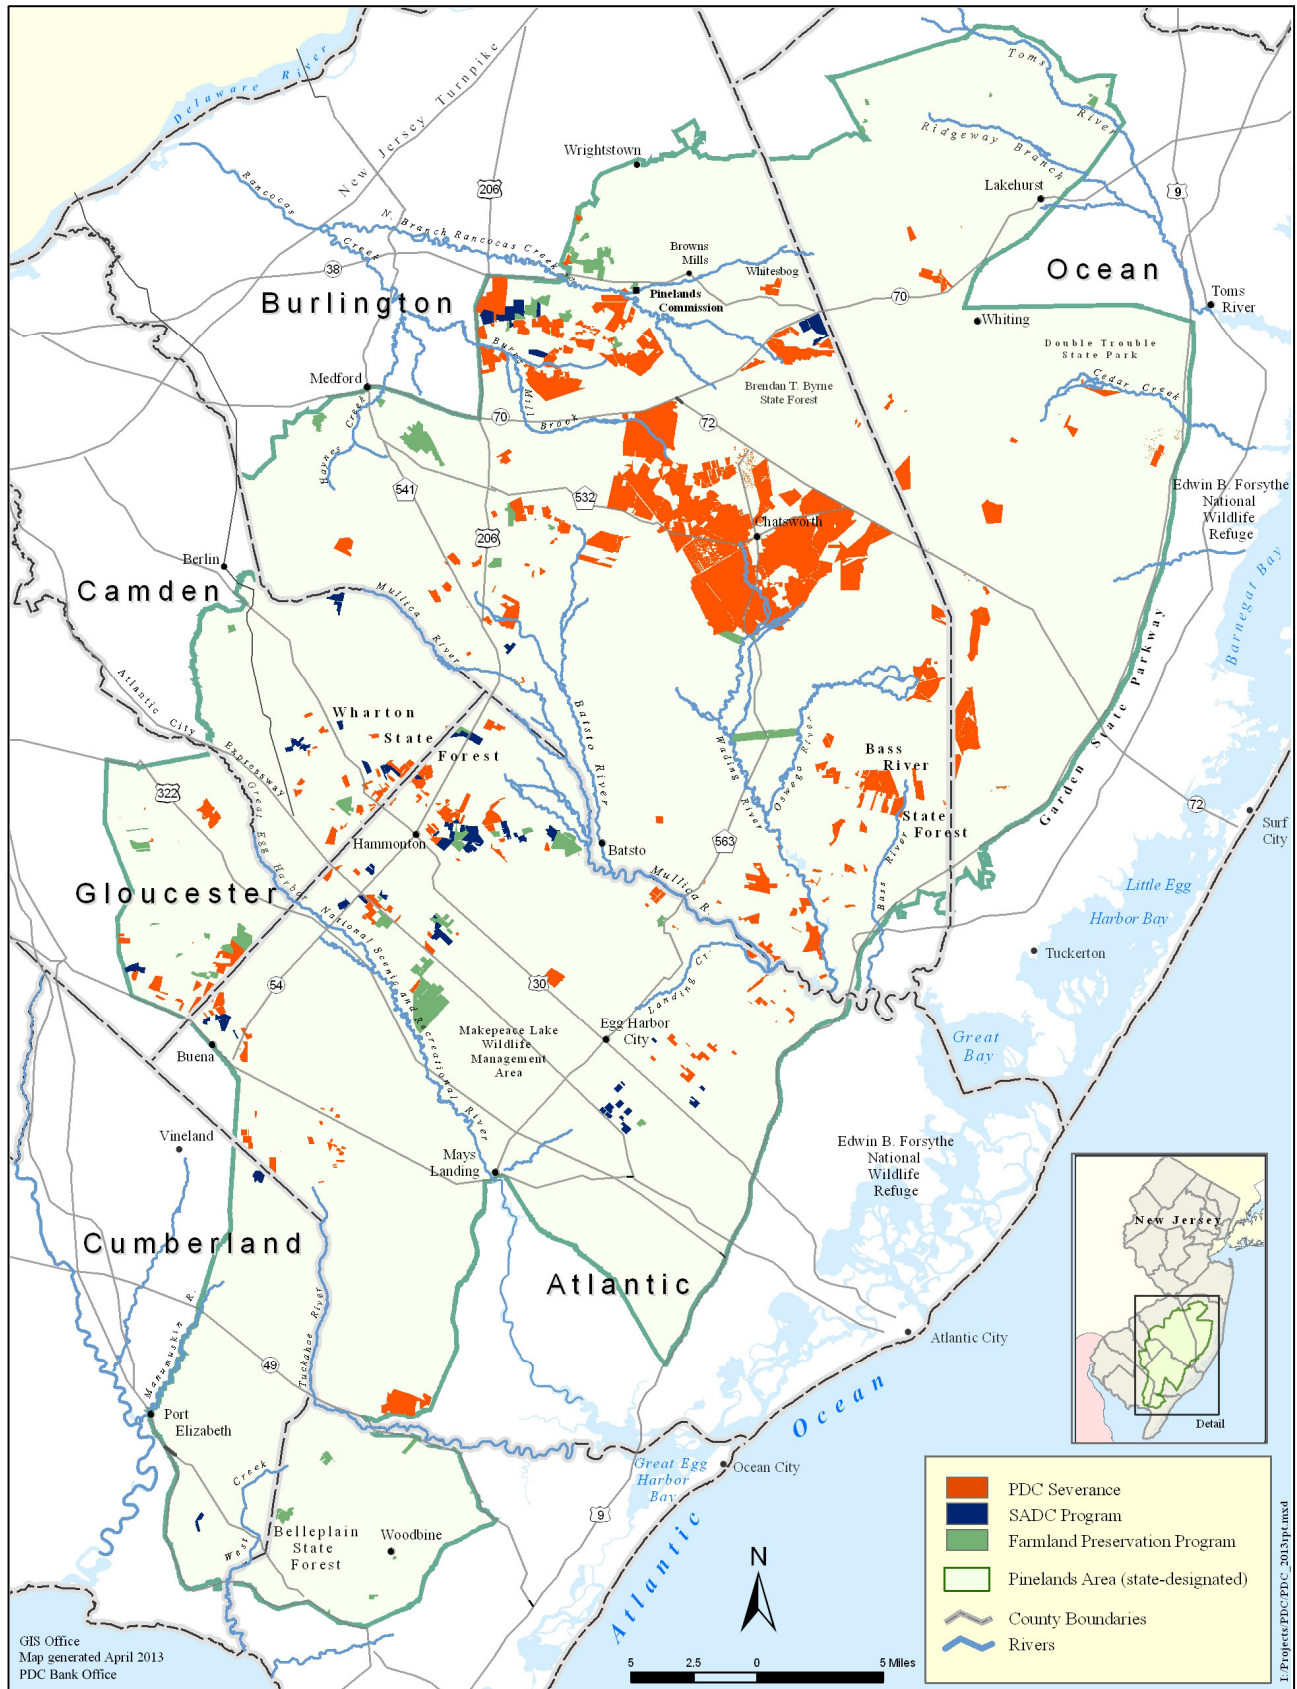 Delaware River
New Jersey Turnpike
Toms
River
Ridgeway Branch
Wrightstown
206
Lakehurst
9
Rancocas
Creek
N. Branch Rancocas Creek
Browns
Mills
Whitesbog
38
Ocean
Burlington
Pinelands
Commission
70
Toms
River
Whiting
Double Trouble
State Park
Burrs
Mill
Brook
Medford
Brendan T. Byrne
State Forest
Cedar Creek
Haynes Creek
70
72
541
532
Edwin B. Forsythe
National
Wildlife
Refuge
206
Chatsworth
Berlin
Camden
Mullica
River
Barnegat Bay
Atlantic City
Expressway
Wharton
State
Forest
Batsto River
Wading River
Oswego River
Bass
River
State
Forest
Garden State Parkway
322
Great Egg Harbor
National Scenic and Recreational River
72
Surf
City
Hammonton
Batsto
563
Bass River
Gloucester
Mullica R.
Little Egg
Harbor Bay
Tuckerton
54
30
Landing Cr.
Makepeace Lake
Wildlife
Management
Area
Egg Harbor
City
Great
Bay
Buena
Vineland
Mays
Landing
Edwin B. Forsythe
National
Wildlife
Refuge
New Jersey
Cumberland
Atlantic
Manumuskin R.
Tuckahoe River
49
Atlantic City
Detail
Port
Elizabeth
Atlantic Ocean
Great Egg
Harbor
Bay
Ocean City
West Creek
9
Belleplain
State
Forest
Woodbine
N
PDC Severance
SADC Program
Farmland Preservation Program
Pinelands Area (state-designated)
County Boundaries
Rivers
GIS Office
Map generated April 2013
PDC Bank Office
5 2.5 0 5 Miles
I:/Projects/PDC/PDC_2013rpt.mxd